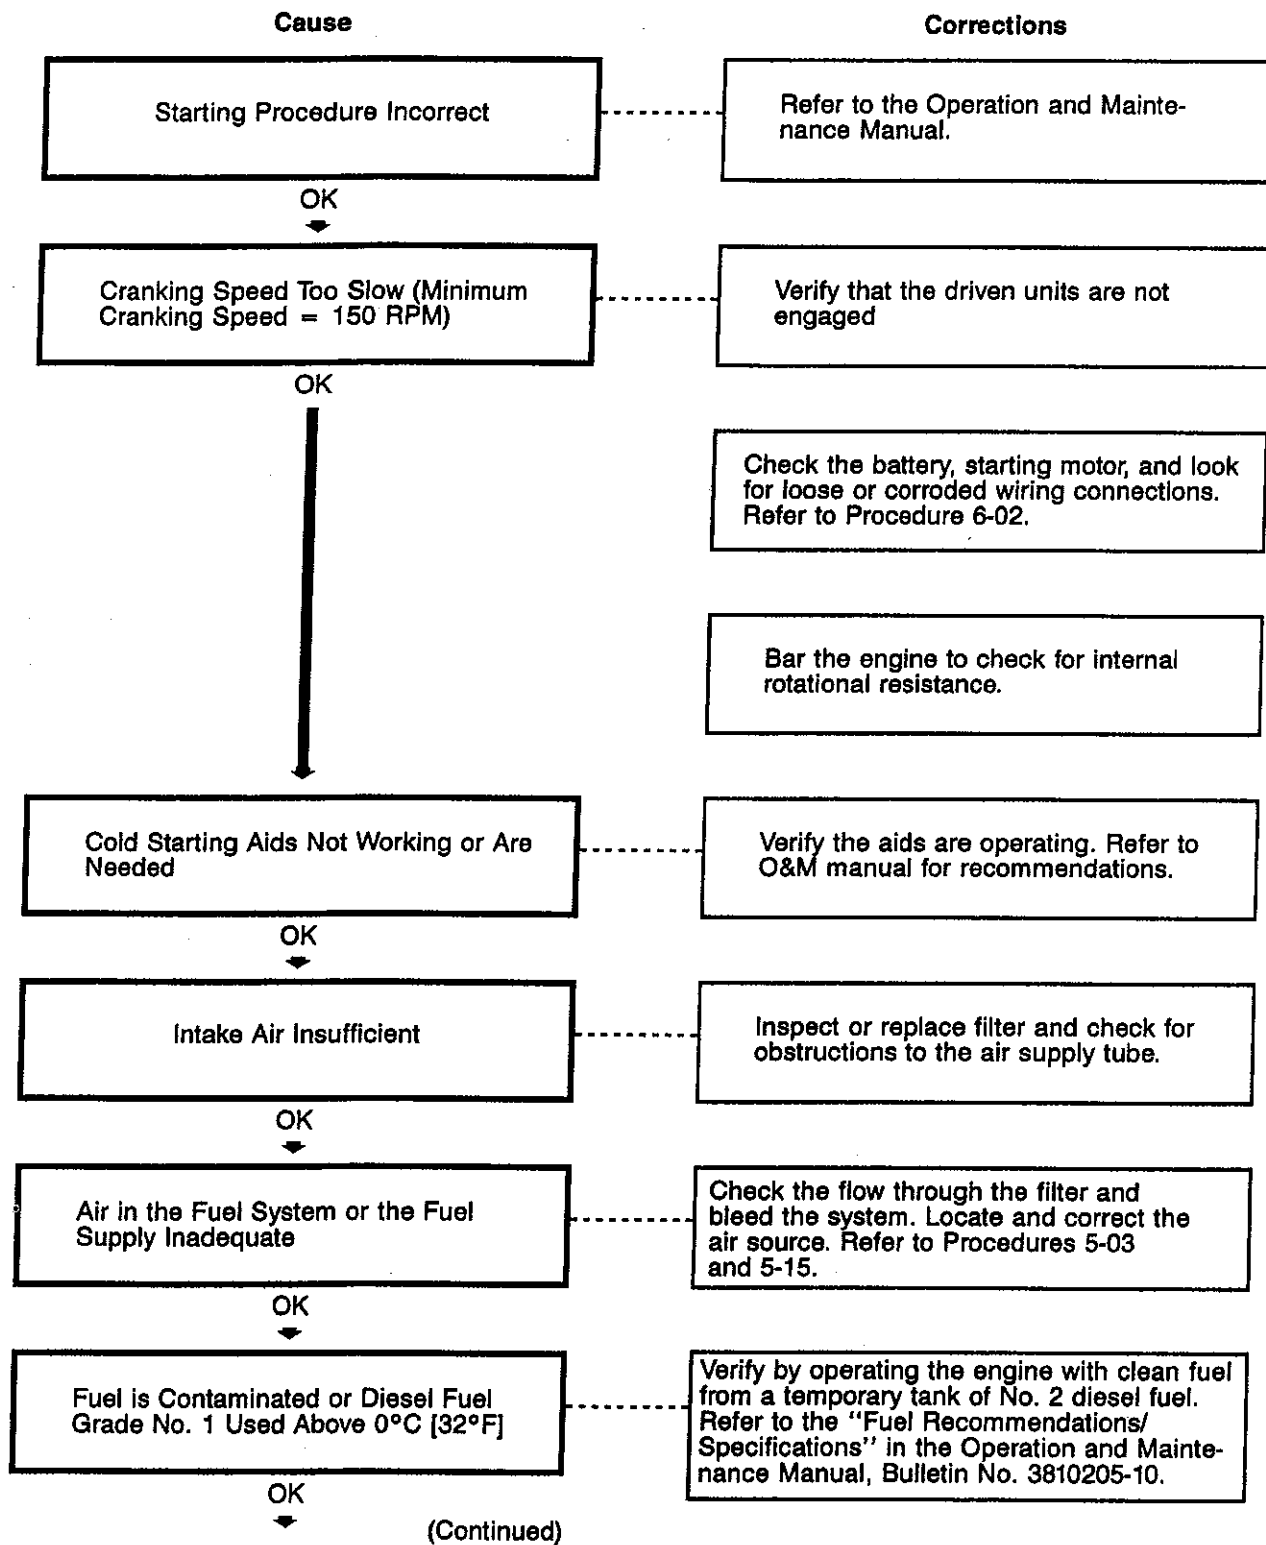 Cause
Corrections
Starting Procedure Incorrect
Refer to the Operation and Mainte-
nance Manual.
OK
Cranking Speed Too Slow (Minimum
Cranking Speed = 150 RPM)
Verify that the driven units are not
engaged
OK
Check the battery, starting motor, and look
for loose or corroded wiring connections.
Refer to Procedure 6-02.
Bar the engine to check for internal
rotational resistance.
Cold Starting Aids Not Working or Are
Needed
Verify the aids are operating. Refer to
O&M manual for recommendations.
OK
Intake Air Insufficient
Inspect or replace filter and check for
obstructions to the air supply tube.
OK
Air in the Fuel System or the Fuel
Supply Inadequate
Check the flow through the filter and
bleed the system. Locate and correct the
air source. Refer to Procedures 5-03
and 5-15.
OK
Fuel is Contaminated or Diesel Fuel
Grade No. 1 Used Above 0°C [32°F]
Verify by operating the engine with clean fuel
from a temporary tank of No. 2 diesel fuel.
Refer to the "Fuel Recommendations/
Specifications" in the Operation and Mainte-
nance Manual, Bulletin No. 3810205-10.
OK
(Continued)